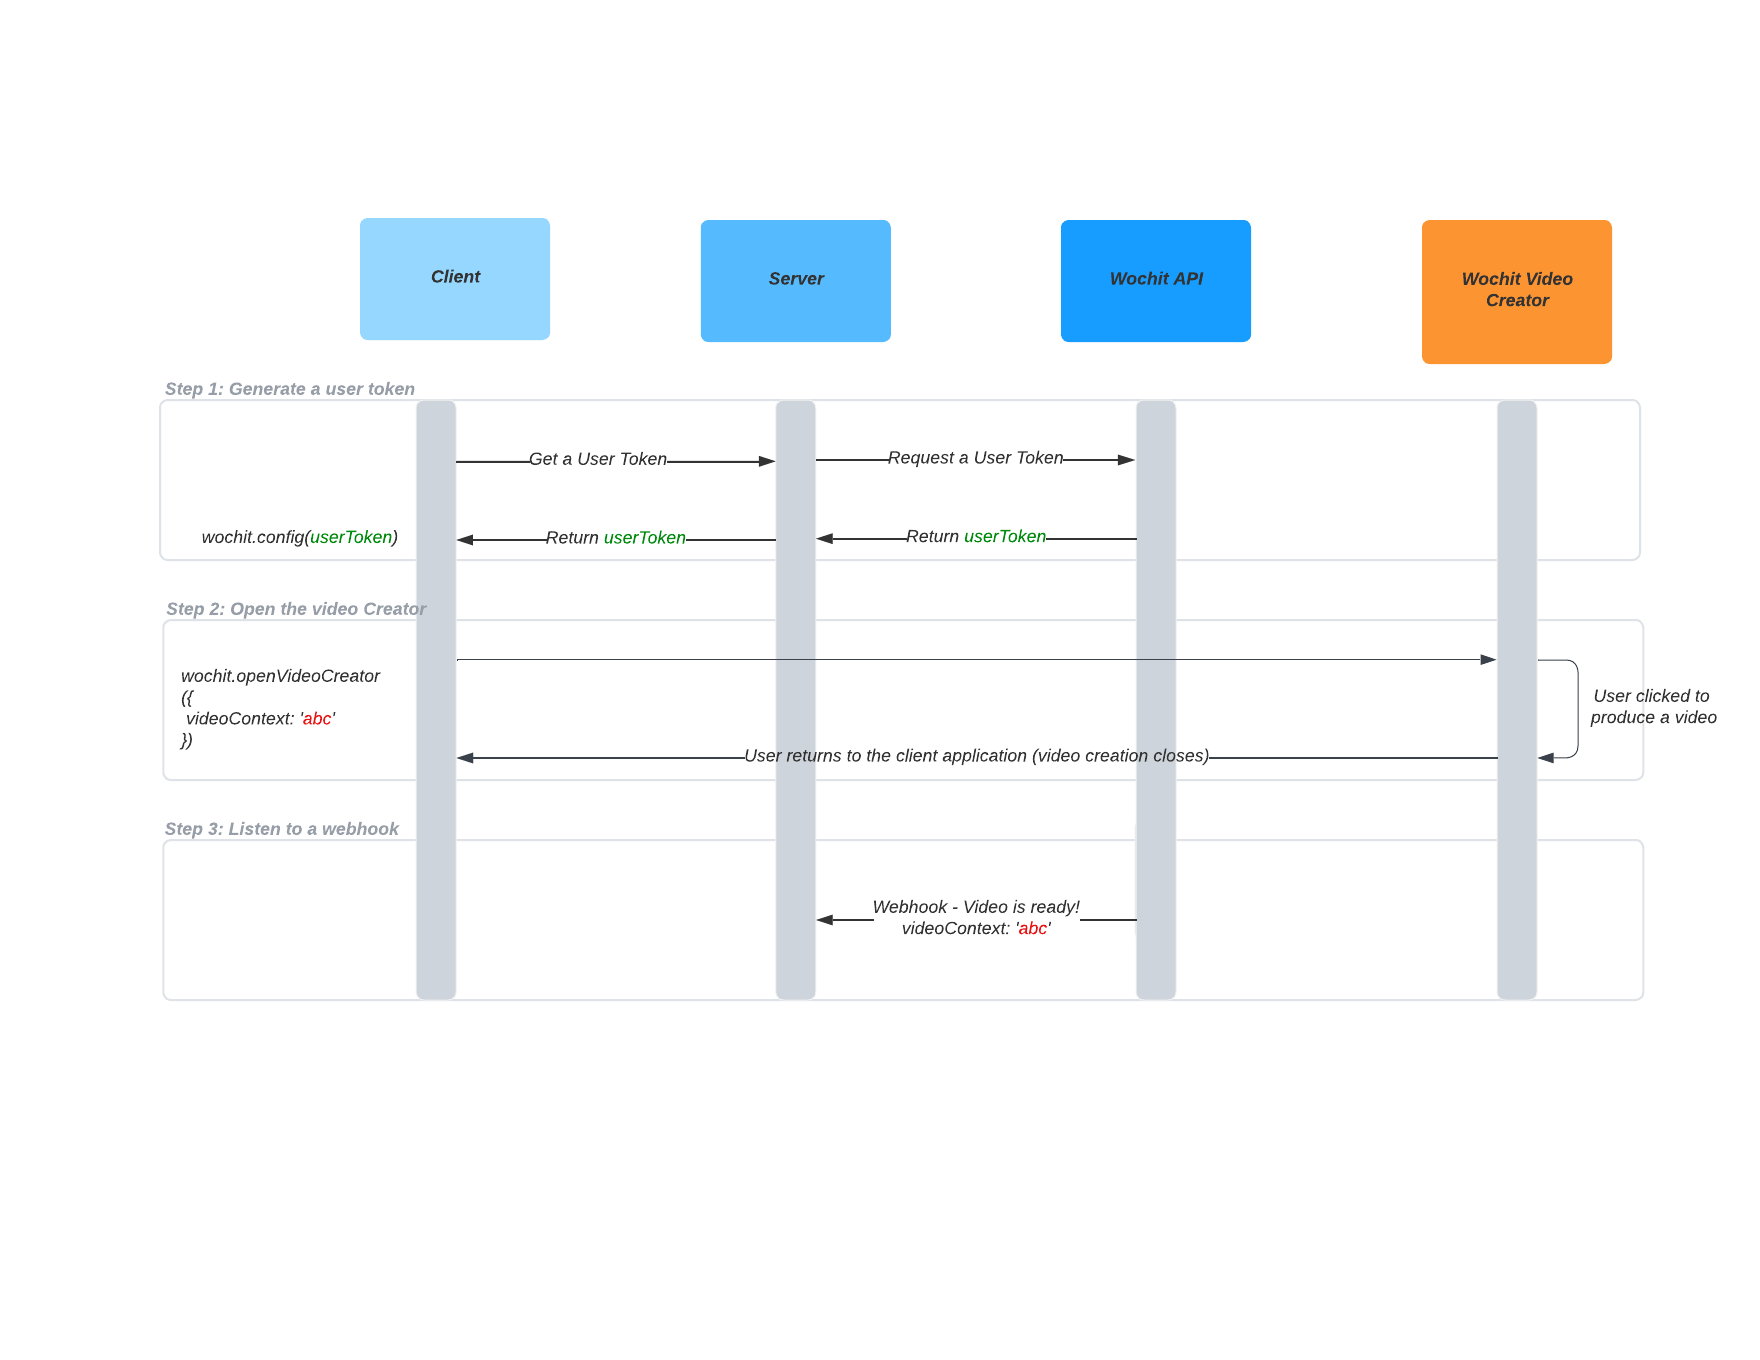 Client
Server
Wochit API
Wochit Video
Creator
Step 1: Generate a user token
Get a User Token
Request a User Token
wochit.config(userToken)
Return userToken
Return userToken
Step 2: Open the video Creator
wochit.openVideoCreator
({
videoContext: 'abc'
})
User clicked to
produce a video
User returns to the client application (video creation closes)
Step 3: Listen to a webhook
Webhook - Video is ready!
videoContext: 'abc'